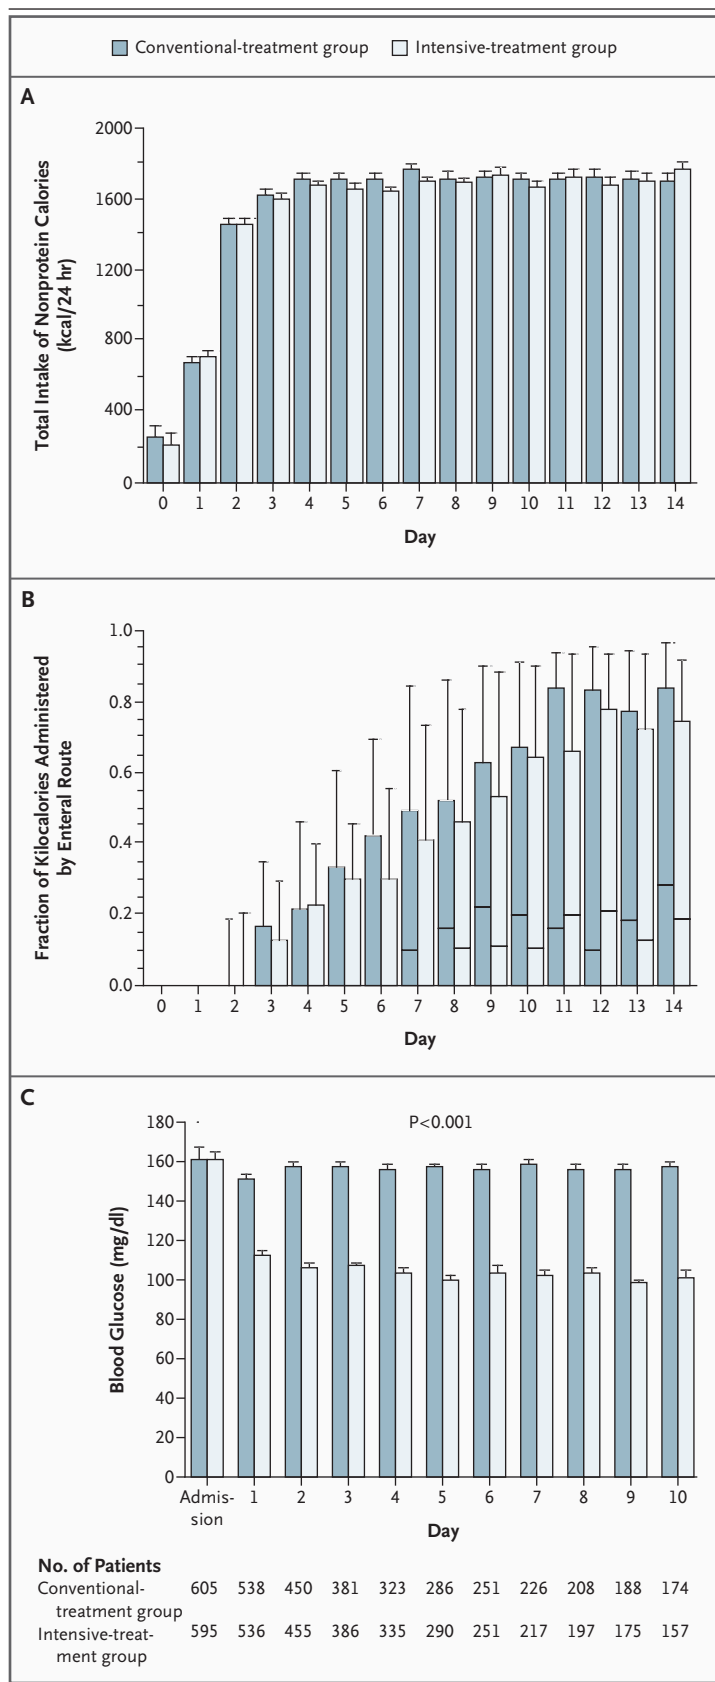 Conventional-treatment group Intensive-treatment group
A
Total Intake of Nonprotein Calories
(kcal/24 hr)
2000
1600
1200
800
400
0
0 1 2 3 4 5 6 7 8 9 10 11 12 13 14
Day
B
Fraction of Kilocalories Administered
by Enteral Route
1.0
0.8
0.6
0.4
0.2
0.0
0 1 2 3 4 5 6 7 8 9 10 11 12 13 14
Day
C
P<0.001
Blood Glucose (mg/dl)
180
160
140
120
100
80
60
40
20
0
Admis- 1 2 3 4 5 6 7 8 9 10
sion
Day
No. of Patients
Conventional- 605 538 450 381 323 286 251 226 208 188 174
treatment group
Intensive-treat- 595 536 455 386 335 290 251 217 197 175 157
ment group